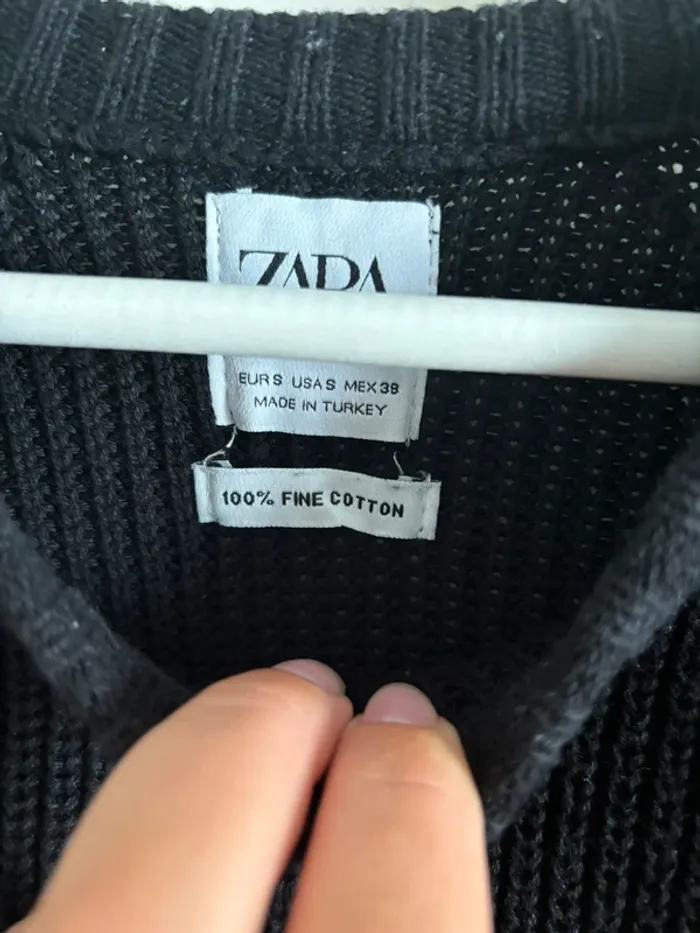 ZARA
EUR S USA S MEX 38
MADE IN TURKEY
100% FINE COTTON